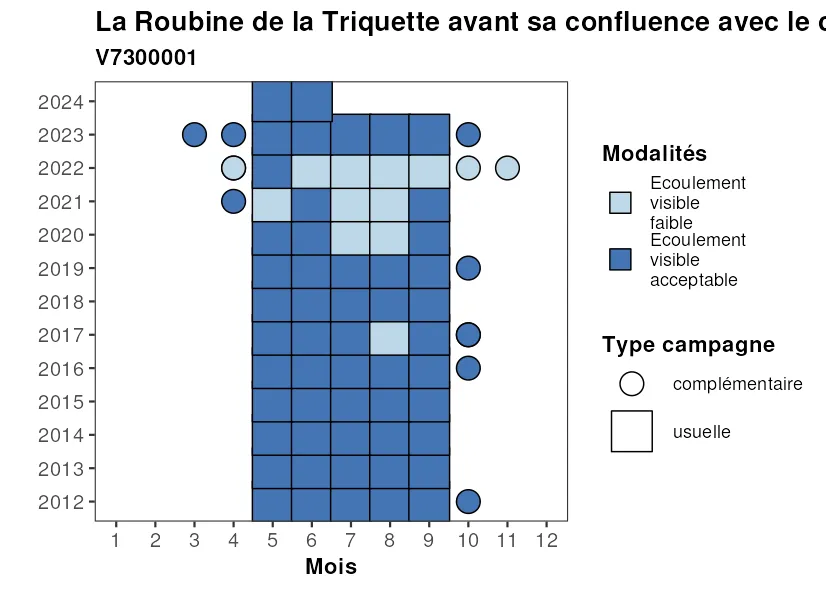 La Roubine de la Triquette avant sa confluence avec le
V7300001
2024
2023
2022
2021
2020
2019
2018
2017
2016
2015
2014
2013
2012
1 2 3 4 5 6 7 8 9 10 11 12
Mois
Modalités
Ecoulement
visible
faible
Ecoulement
visible
acceptable
Type campagne
complémentaire
usuelle